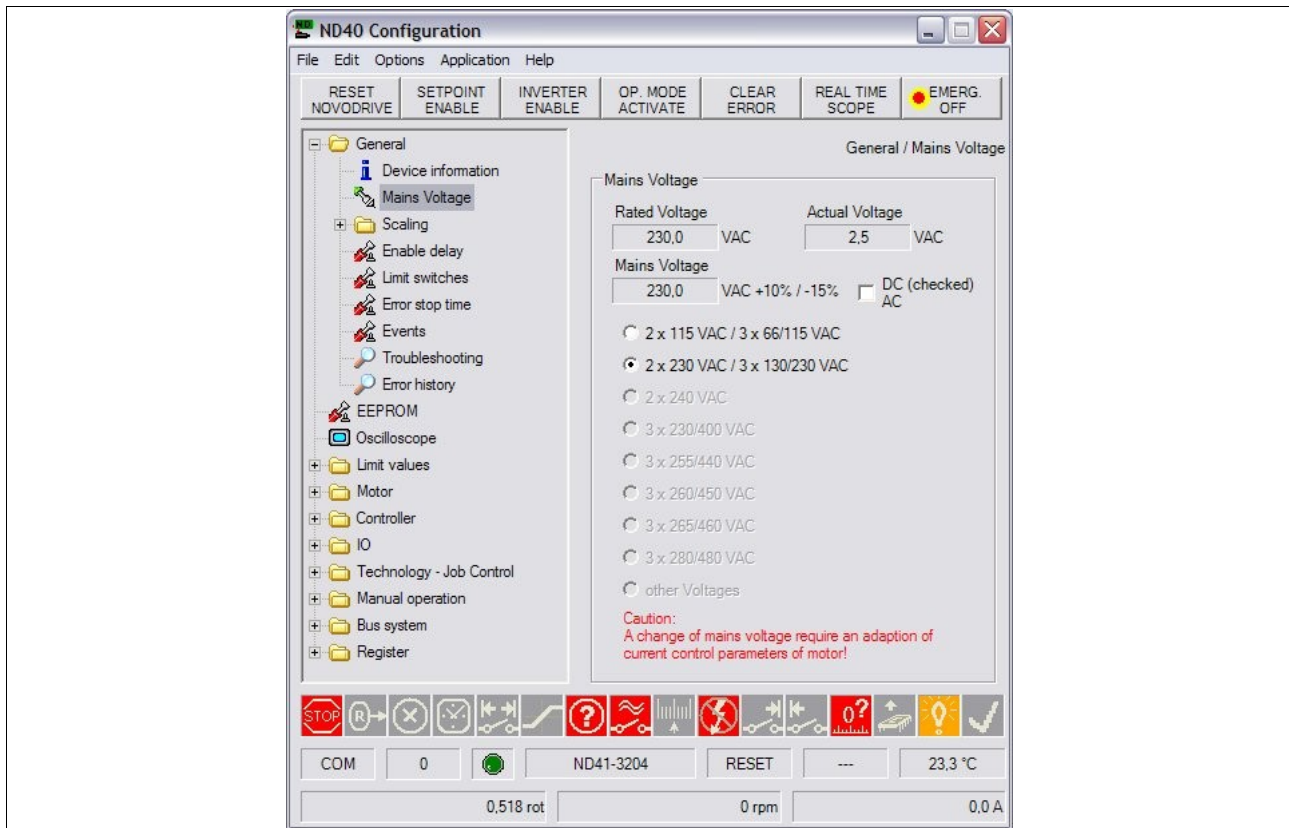 ND40 Configuration
File Edit Options Application Help
RESET NOVODRIVE
SETPOINT ENABLE
INVERTER ENABLE
OP. MODE ACTIVATE
CLEAR ERROR
REAL TIME SCOPE
EMERG. OFF
General
Device information
Mains Voltage
Scaling
Enable delay
Limit switches
Error stop time
Events
Troubleshooting
Error history
EEPROM
Oscilloscope
Limit values
Motor
Controller
IO
Technology - Job Control
Manual operation
Bus system
Register
General / Mains Voltage
Mains Voltage
Rated Voltage Actual Voltage
230,0 VAC 2,5 VAC
Mains Voltage
230,0 VAC +10% / -15% DC (checked)
AC
2 x 115 VAC / 3 x 66/115 VAC
2 x 230 VAC / 3 x 130/230 VAC
2 x 240 VAC
3 x 230/400 VAC
3 x 255/440 VAC
3 x 260/450 VAC
3 x 265/460 VAC
3 x 280/480 VAC
other Voltages
Caution:
A change of mains voltage require an adaption of
current control parameters of motor!
STOP R ? 0?
COM 0 ND41-3204 RESET --- 23,3 °C
0,518 rot 0 rpm 0,0 A